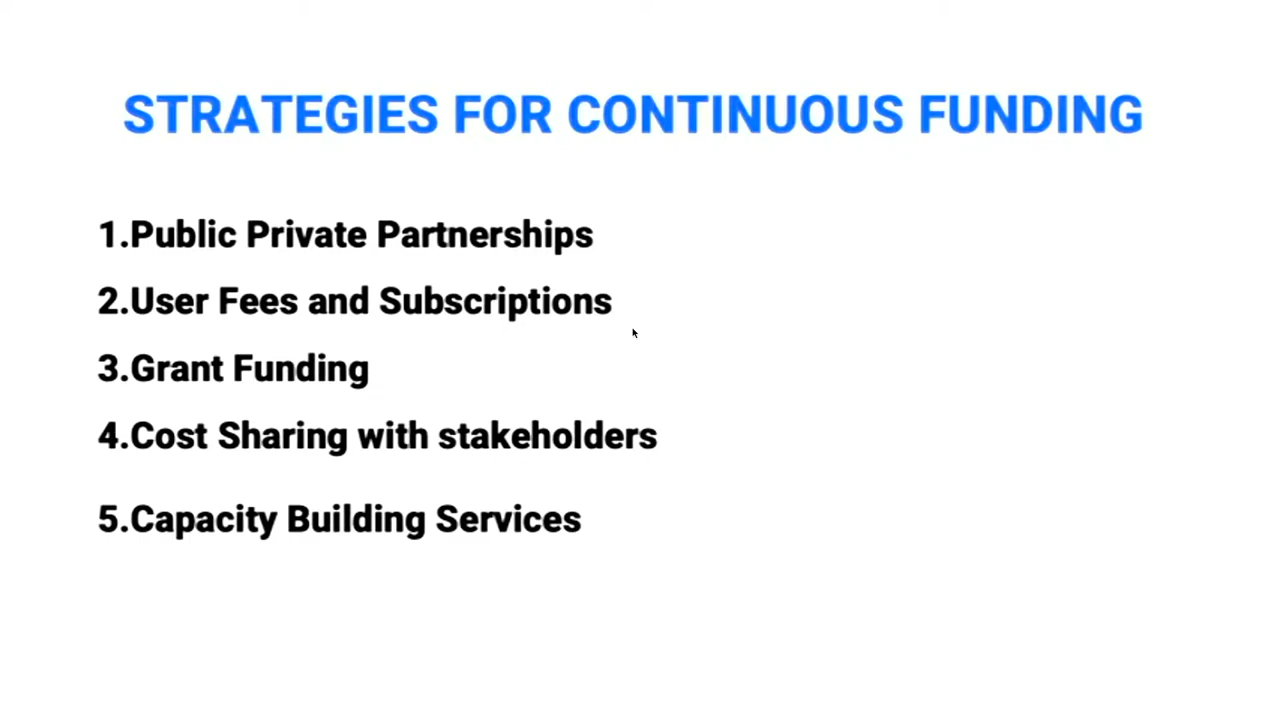 STRATEGIES FOR CONTINUOUS FUNDING
1.Public Private Partnerships
2.User Fees and Subscriptions
3.Grant Funding
4.Cost Sharing with stakeholders
5.Capacity Building Services